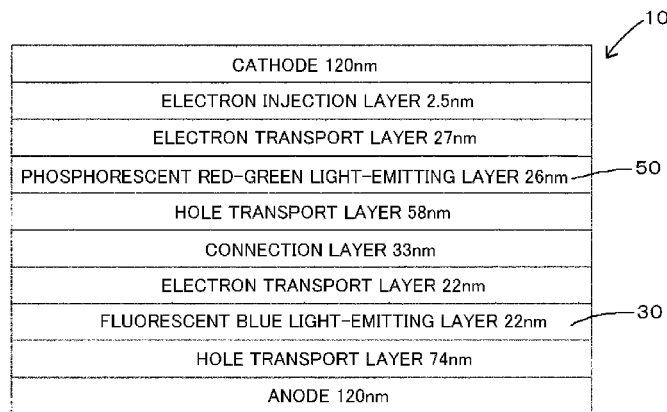 10
CATHODE 120nm
ELECTRON INJECTION LAYER 2.5nm
ELECTRON TRANSPORT LAYER 27nm
PHOSPHORESCENT RED-GREEN LIGHT-EMITTING LAYER 26nm
50
HOLE TRANSPORT LAYER 58nm
CONNECTION LAYER 33nm
ELECTRON TRANSPORT LAYER 22nm
FLUORESCENT BLUE LIGHT-EMITTING LAYER 22nm
30
HOLE TRANSPORT LAYER 74nm
ANODE 120nm